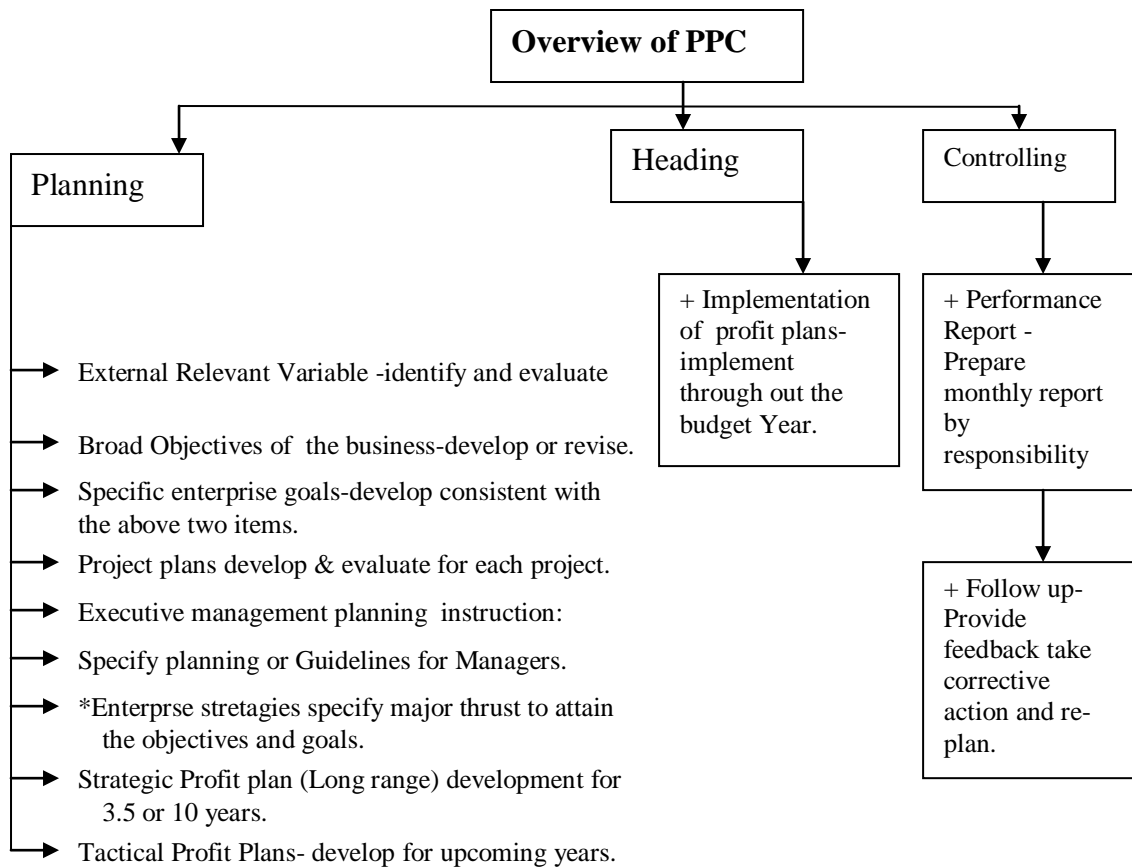 Overview of PPC
Planning
Heading
Controlling
External Relevant Variable -identify and evaluate
Broad Objectives of the business-develop or revise.
Specific enterprise goals-develop consistent with
the above two items.
Project plans develop & evaluate for each project.
Executive management planning instruction:
Specify planning or Guidelines for Managers.
*Enterprse stretagies specify major thrust to attain
the objectives and goals.
Strategic Profit plan (Long range) development for
3.5 or 10 years.
Tactical Profit Plans- develop for upcoming years.
+ Implementation
of profit plans-
implement
through out the
budget Year.
+ Performance
Report -
Prepare
monthly report
by
responsibility
+ Follow up-
Provide
feedback take
corrective
action and re-
plan.